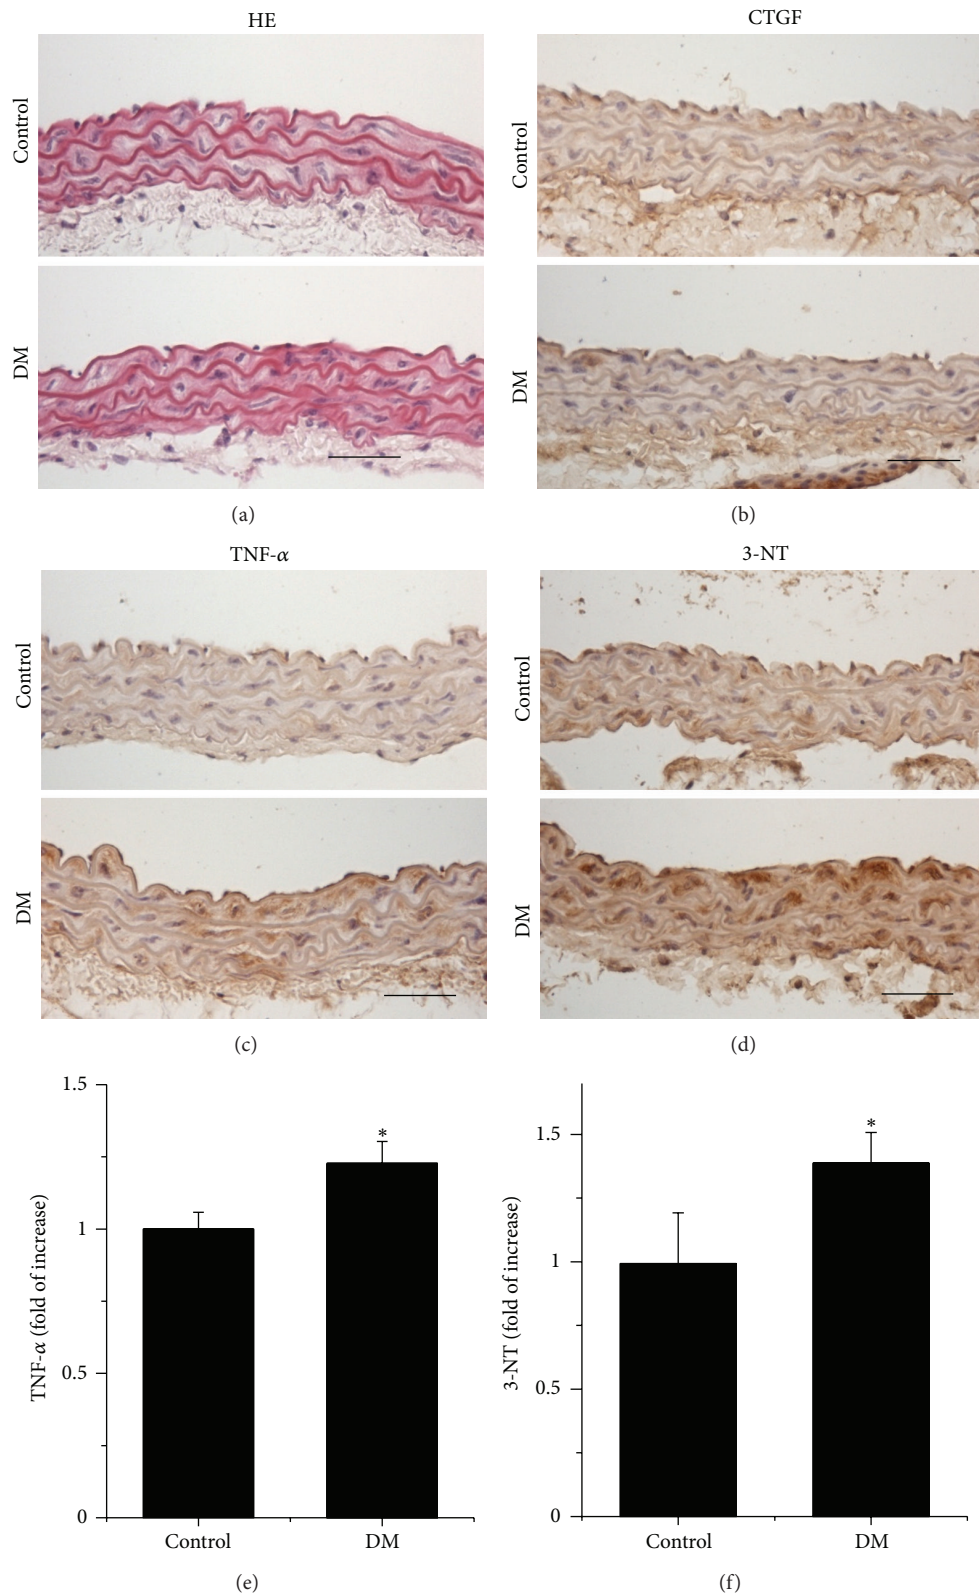 HE
CTGF
Control
Control
DM
DM
(a)
(b)
TNF-α
3-NT
Control
Control
DM
DM
(c)
(d)
1.5
1
0.5
0
TNF-α (fold of increase)
*
Control
DM
(e)
1.5
1
0.5
0
3-NT (fold of increase)
*
Control
DM
(f)